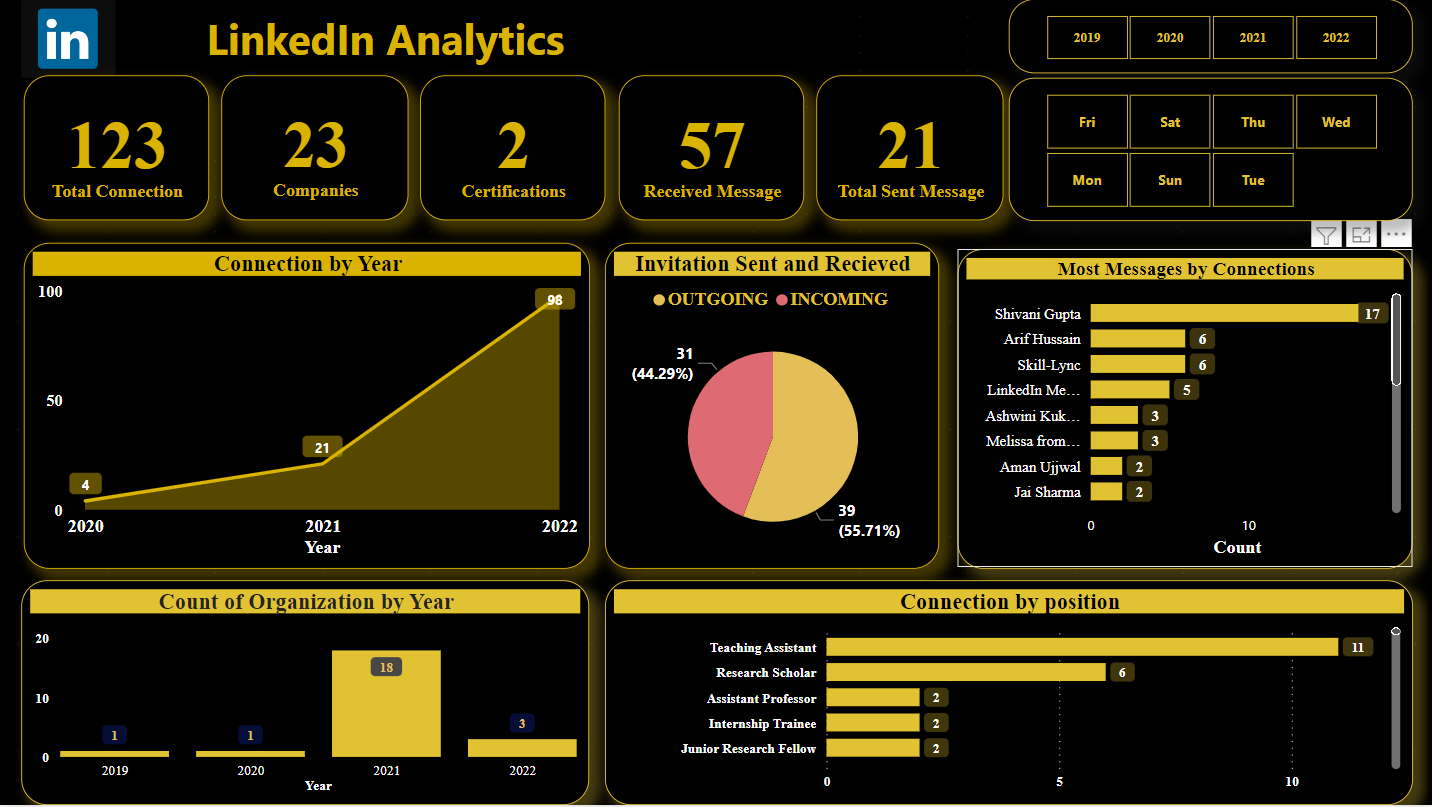 in
LinkedIn Analytics
2019 2020 2021 2022
123
Total Connection
23
Companies
2
Certifications
57
Received Message
21
Total Sent Message
Fri Sat Thu Wed
Mon Sun Tue
Connection by Year
100
50
0
4
21
98
2020 2021 2022
Year
Invitation Sent and Recieved
OUTGOING INCOMING
31
(44.29%)
39
(55.71%)
Most Messages by Connections
Shivani Gupta 17
Arif Hussain 6
Skill-Lync 6
LinkedIn Me... 5
Ashwini Kuk... 3
Melissa from... 3
Aman Ujjwal 2
Jai Sharma 2
0 10
Count
Count of Organization by Year
20
10
0
1 1 18 3
2019 2020 2021 2022
Year
Connection by position
Teaching Assistant 11
Research Scholar 6
Assistant Professor 2
Internship Trainee 2
Junior Research Fellow 2
0 5 10